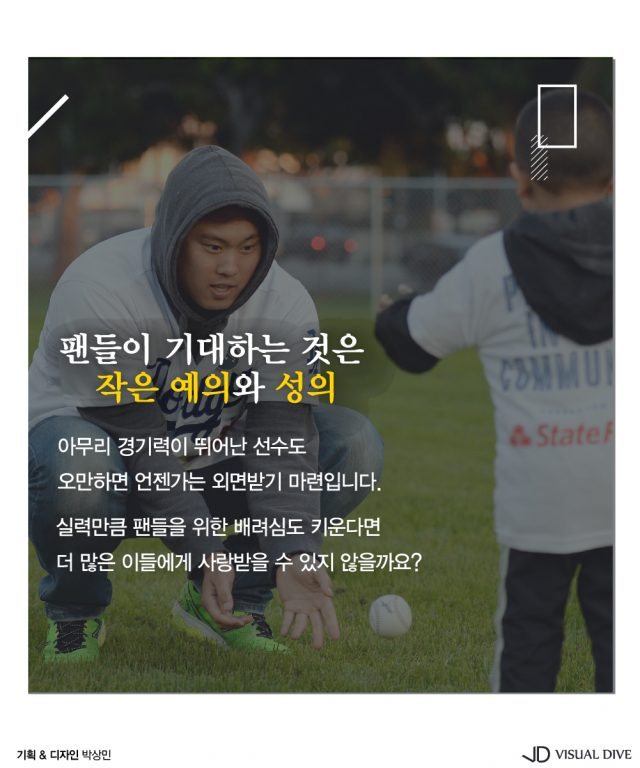 팬들이 기대하는 것은
작은 예의와 성의
아무리 경기력이 뛰어난 선수도
오만하면 언젠가는 외면받기 마련입니다.
실력만큼 팬들을 위한 배려심도 키운다면
더 많은 이들에게 사랑받을 수 있지 않을까요?
COMMUN
State F
기획 & 디자인 박상민
VISUAL DIVE